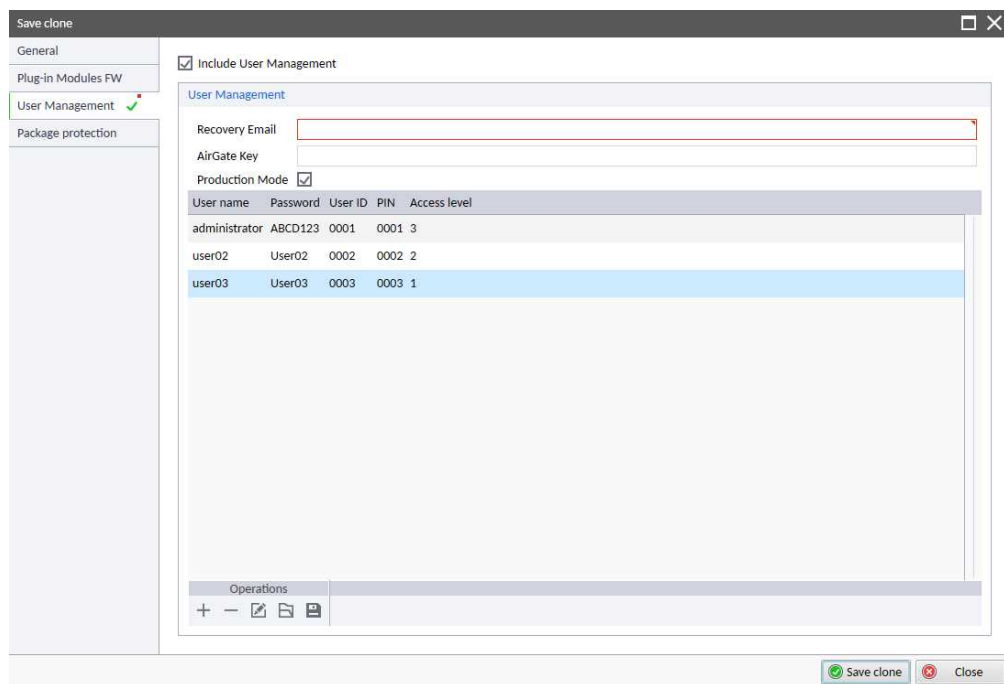 Save clone
General
Plug-in Modules FW
User Management
Package protection
Include User Management
User Management
Recovery Email
AirGate Key
Production Mode
User name Password User ID PIN Access level
administrator ABCD123 0001 0001 3
user02 User02 0002 0002 2
user03 User03 0003 0003 1
Operations
Save clone Close